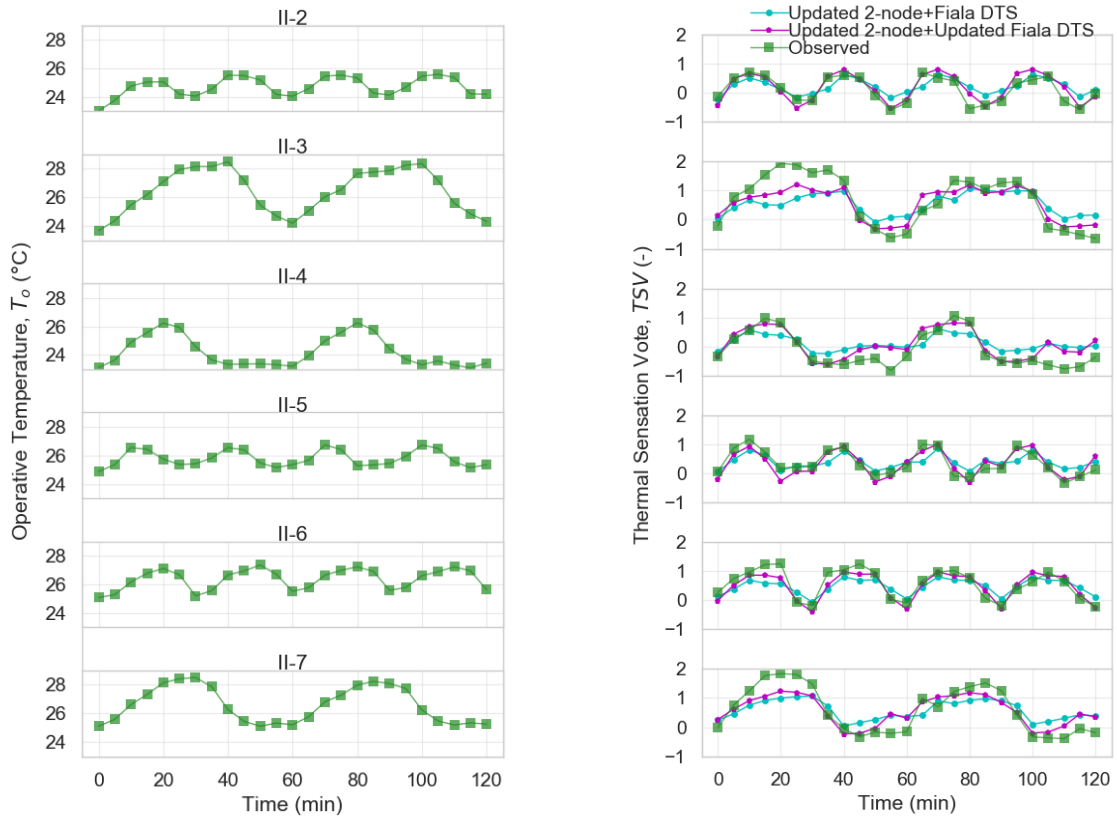 Operative Temperature, Tₒ (°C)
II-2
28
26
24
II-3
28
26
24
II-4
28
26
24
II-5
28
26
24
II-6
28
26
24
II-7
28
26
24
0 20 40 60 80 100 120
Time (min)
Updated 2-node+Fiala DTS
Updated 2-node+Updated Fiala DTS
Observed
Thermal Sensation Vote, TSV (-)
2
1
0
−1
2
1
0
−1
2
1
0
−1
2
1
0
−1
2
1
0
−1
2
1
0
−1
0 20 40 60 80 100 120
Time (min)